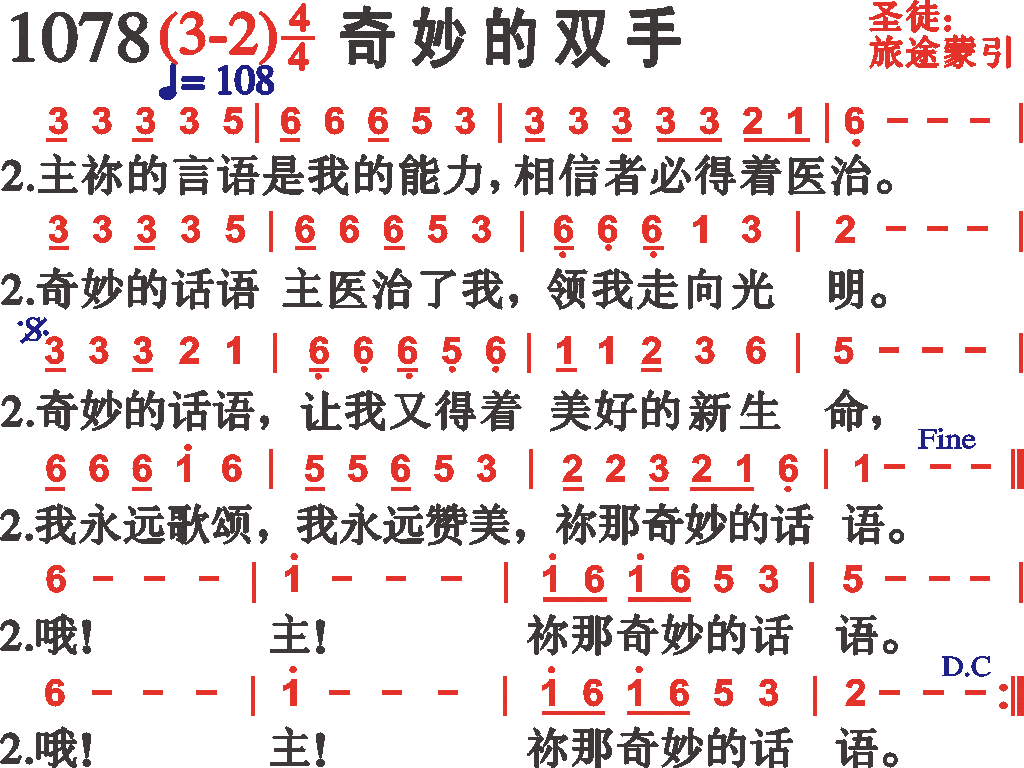 1078 (3-2) 4/4 奇妙的双手 圣徒:
♩= 108 旅途蒙引
3 3 3 3 5 | 6 6 6 5 3 | 3 3 3 3 3 2 1 | 6 - - - |
2.主祢的言语是我的能力,相信者必得着医治。
3 3 3 3 5 | 6 6 6 5 3 | 6 6 6 1 3 | 2 - - - |
2.奇妙的话语 主医治了我,领我走向光 明。
𝄋 3 3 3 2 1 | 6 6 6 5 6 | 1 1 2 3 6 | 5 - - - |
2.奇妙的话语,让我又得着 美好的新生 命,
Fine
6 6 6 1 6 | 5 5 6 5 3 | 2 2 3 2 1 6 | 1 - - - ‖
2.我永远歌颂,我永远赞美,祢那奇妙的话 语。
6 - - - | 1 - - - | 1 6 1 6 5 3 | 5 - - - |
2.哦! 主! 祢那奇妙的话 语。
D.C
6 - - - | 1 - - - | 1 6 1 6 5 3 | 2 - - - :‖
2.哦! 主! 祢那奇妙的话 语。